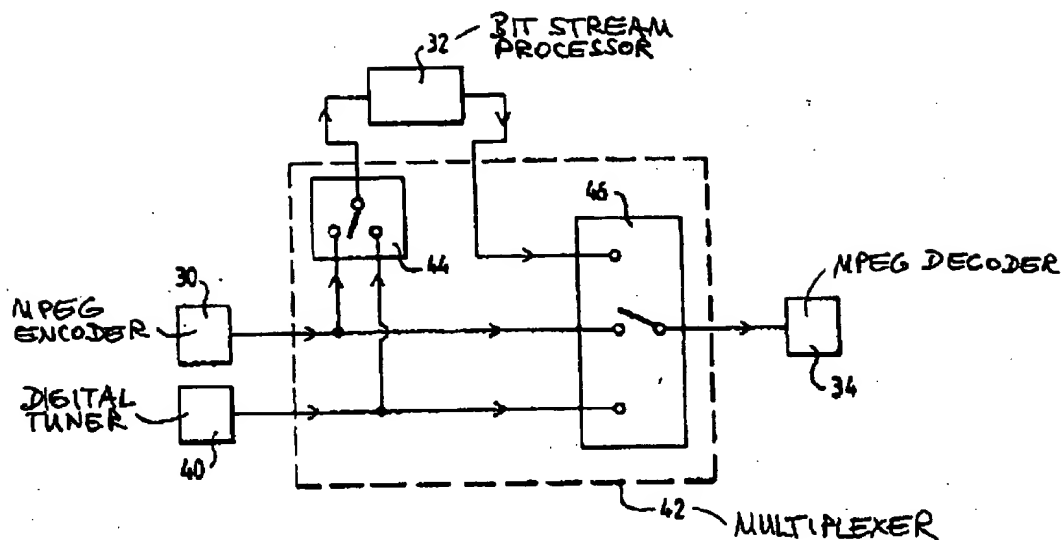 32
BIT STREAM
PROCESSOR
46
44
30
MPEG
ENCODER
MPEG DECODER
34
DIGITAL
TUNER
40
42
MULTIPLEXER